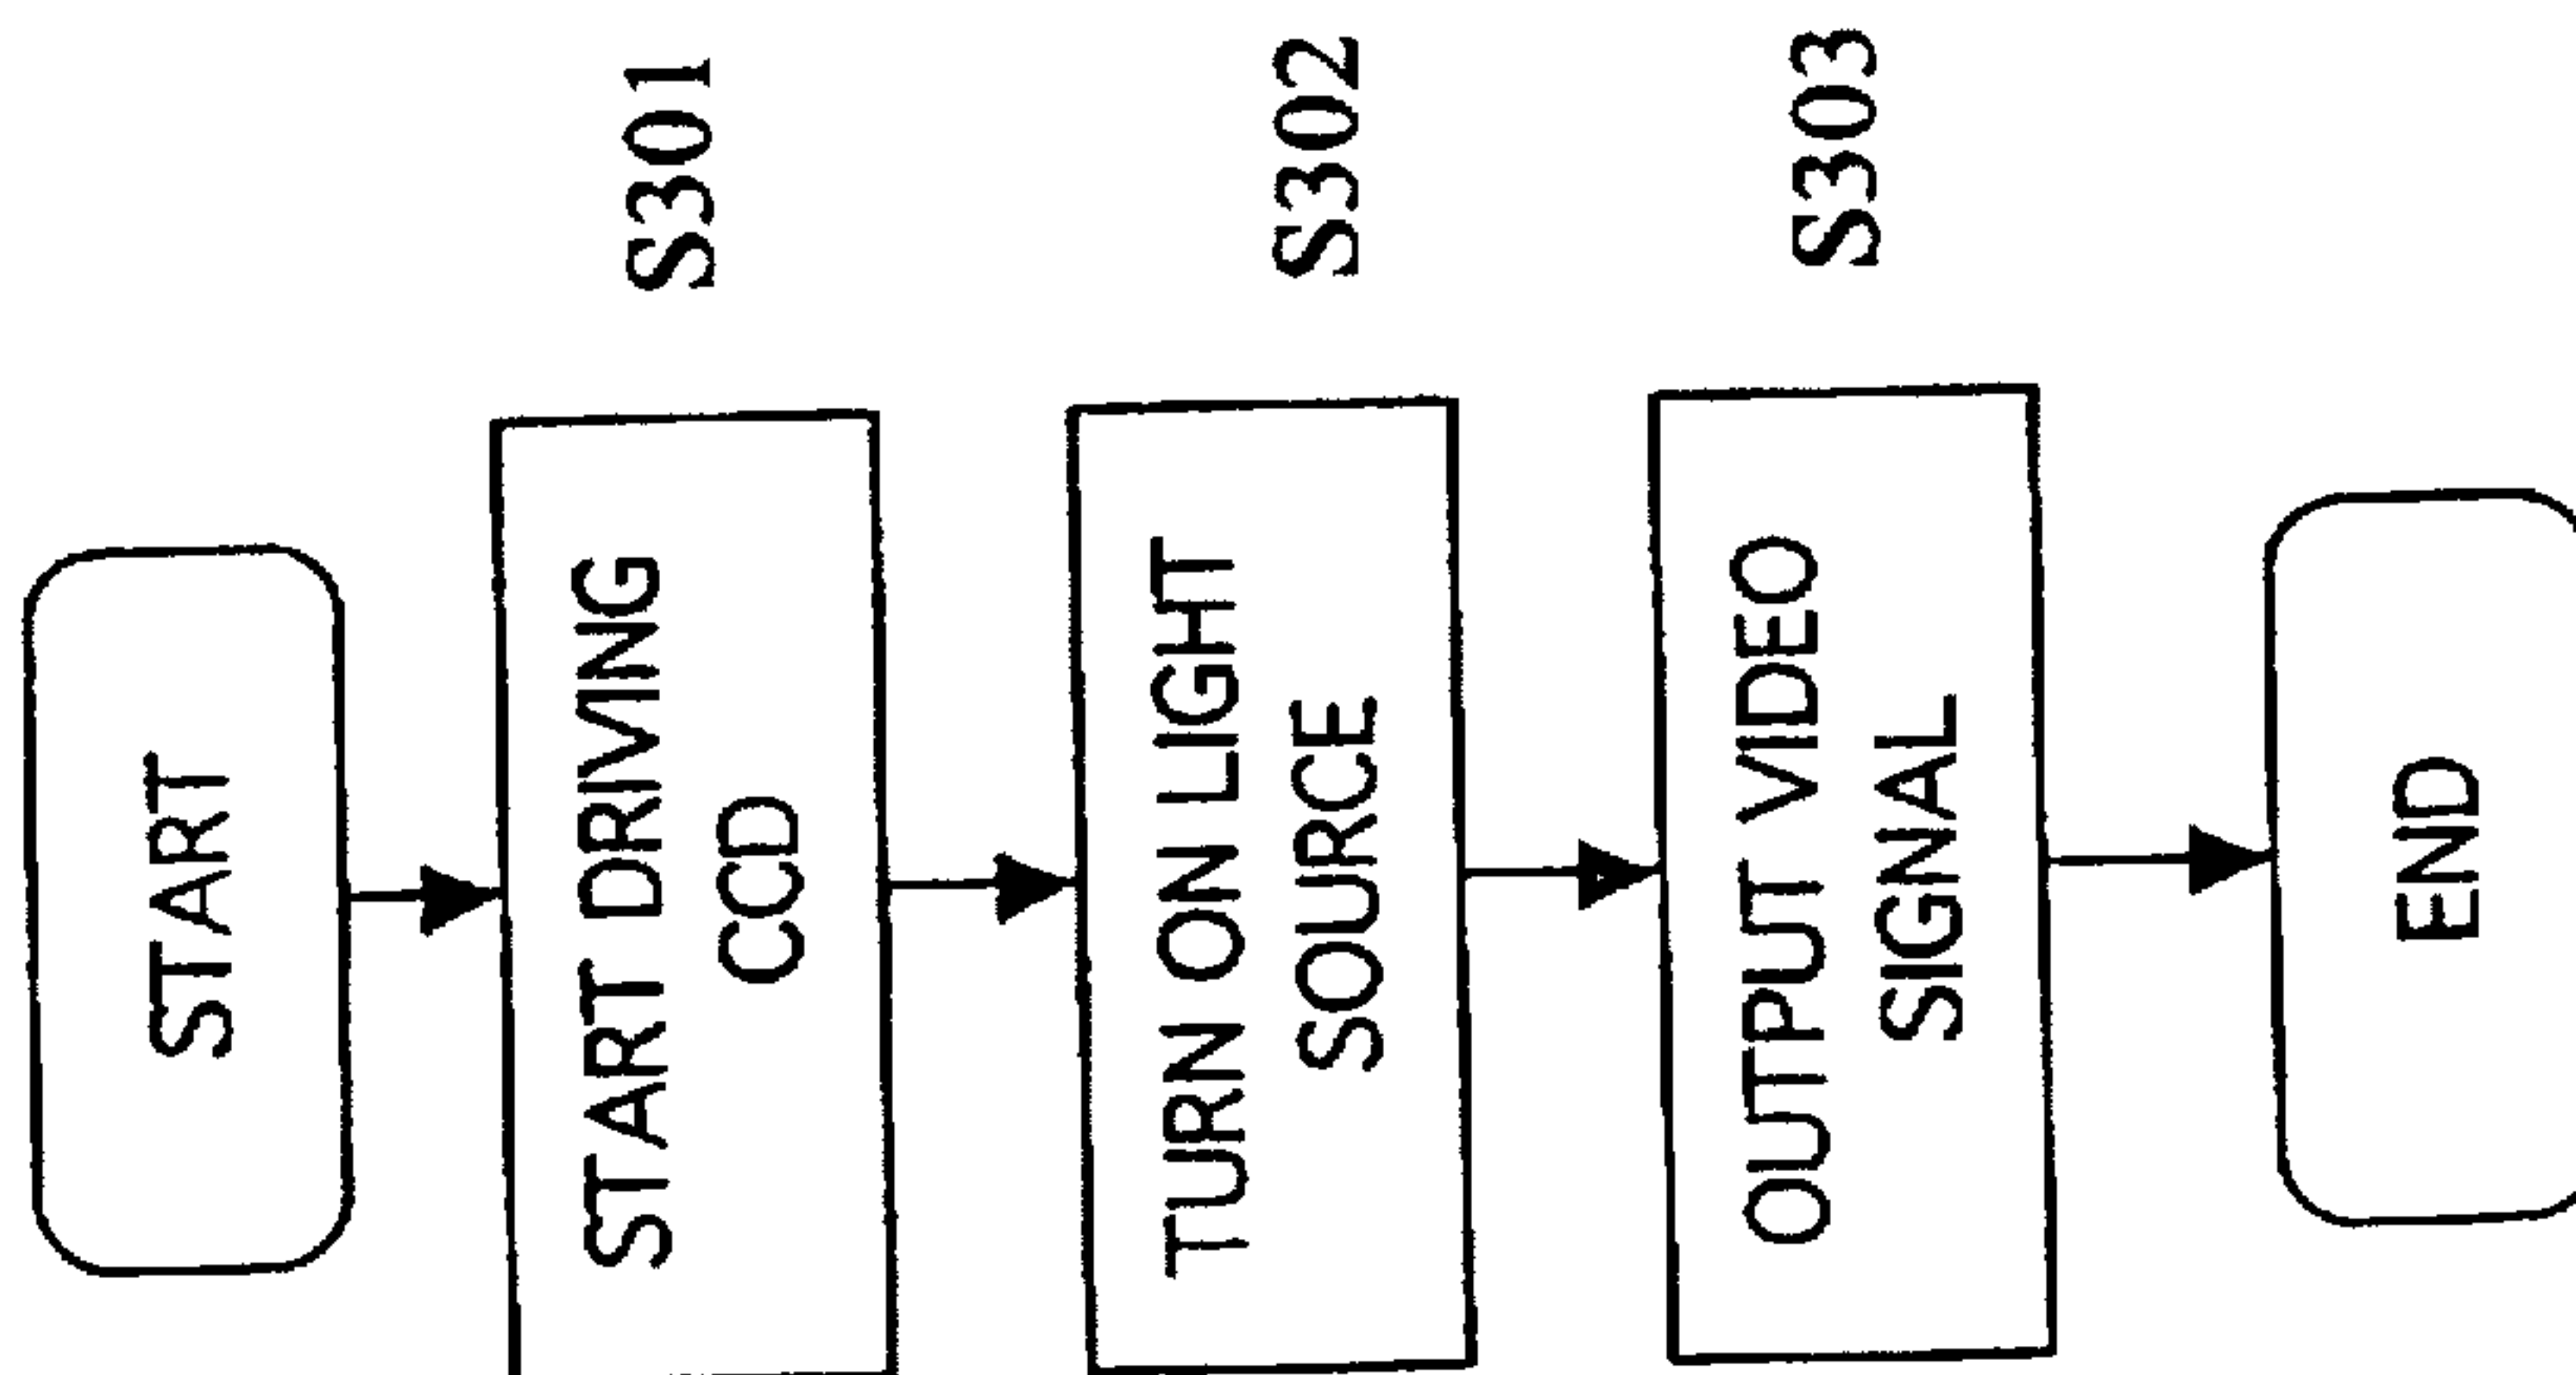 START
START DRIVING
CCD
S301
TURN ON LIGHT
SOURCE
S302
OUTPUT VIDEO
SIGNAL
S303
END